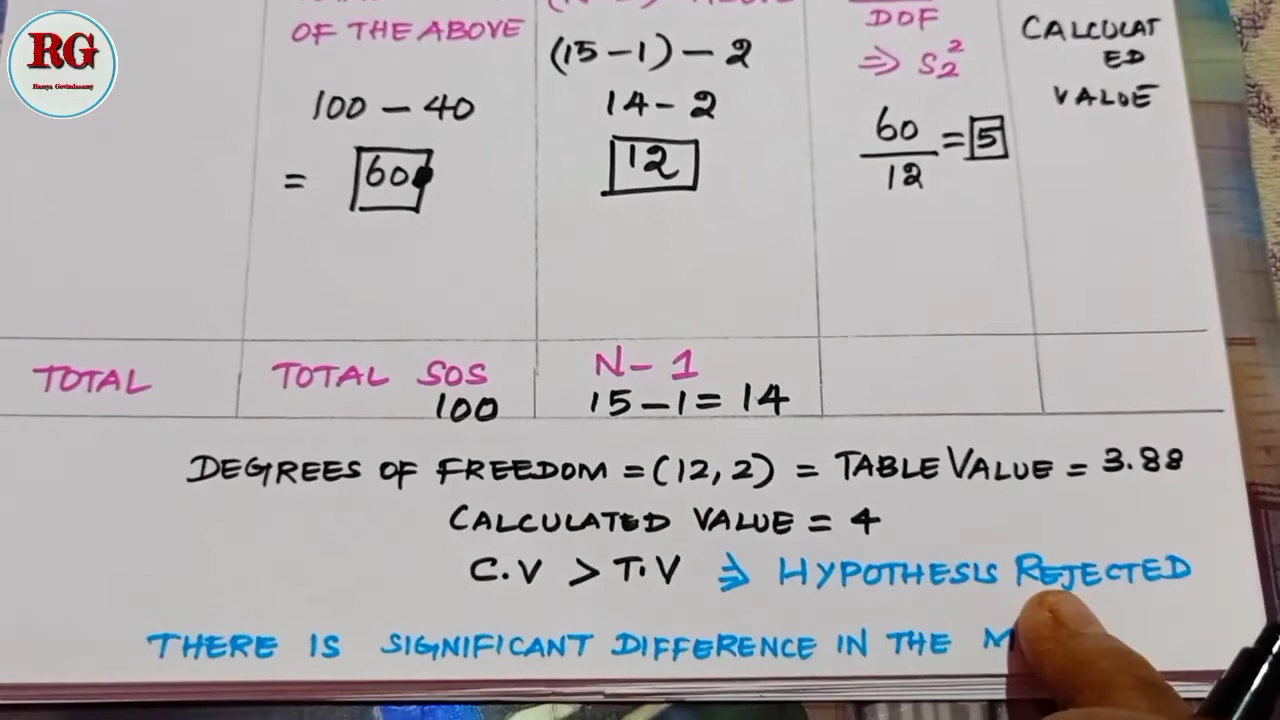 RG
Ramya Govindasamy
OF THE ABOVE
100 - 40
= 60
(15 - 1) - 2
14 - 2
12
DOF
⇒ S₂²
60/12 = 5
CALCULAT
ED
VALUE
TOTAL
TOTAL SOS
100
N - 1
15 - 1 = 14
DEGREES OF FREEDOM = (12, 2) = TABLE VALUE = 3.88
CALCULATED VALUE = 4
C.V > T.V ⇒ HYPOTHESIS REJECTED
THERE IS SIGNIFICANT DIFFERENCE IN THE